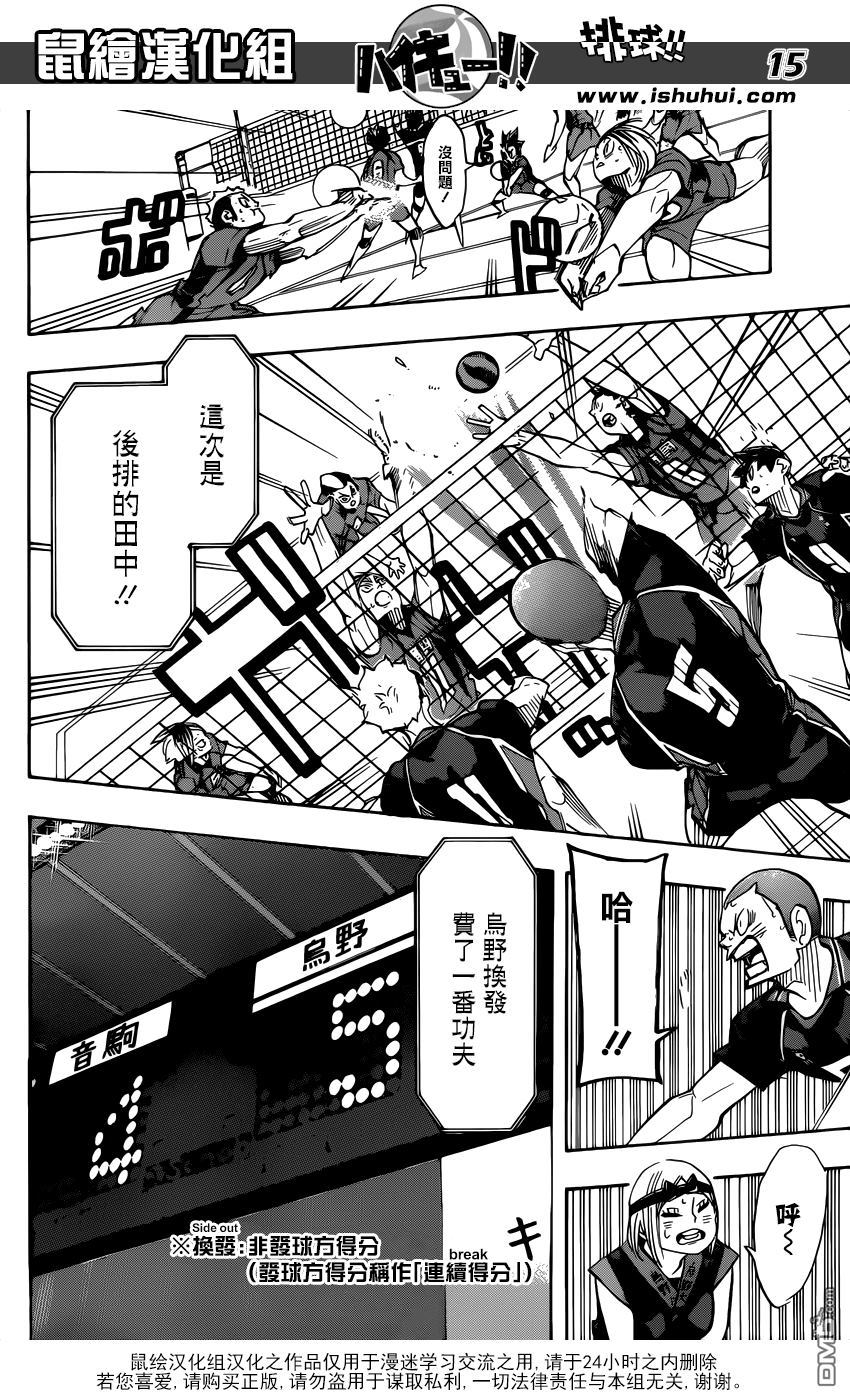 鼠繪漢化組
ハイキュー!!
排球!!
15
www.ishuhui.com
沒問題!
這次是
後排的田中!!
5
烏野換發
費了一番功夫
烏野
音駒
5
4
哈——!!
呼~
Side out
※換發:非發球方得分
break
(發球方得分稱作「連續得分」)
キ
烏野
鼠绘汉化组汉化之作品仅用于漫迷学习交流之用, 请于24小时之内删除
若您喜爱, 请购买正版, 请勿盗用于谋取私利, 一切法律责任与本组无关, 谢谢。